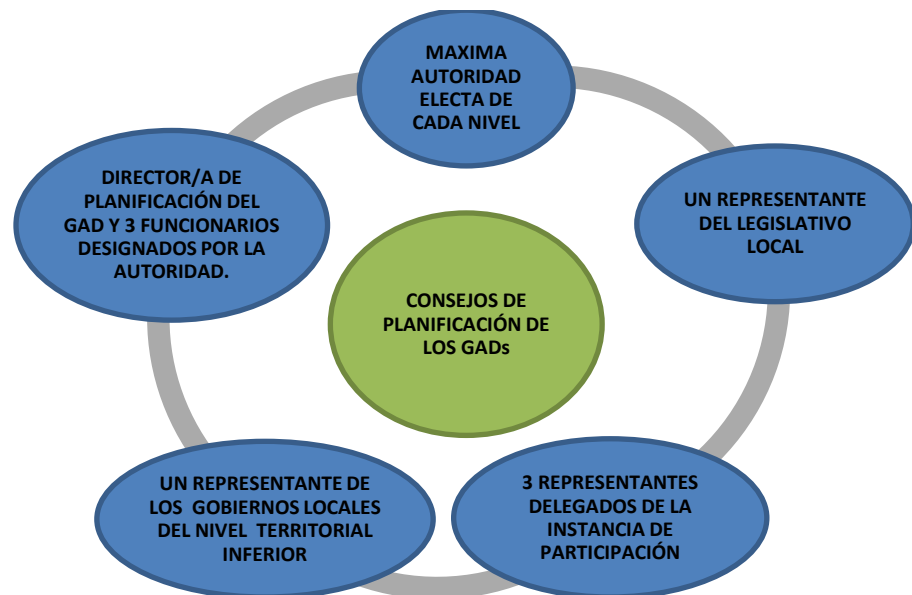 MAXIMA
AUTORIDAD
ELECTA DE
CADA NIVEL
UN REPRESENTANTE
DEL LEGISLATIVO
LOCAL
3 REPRESENTANTES
DELEGADOS DE LA
INSTANCIA DE
PARTICIPACIÓN
UN REPRESENTANTE DE
LOS GOBIERNOS LOCALES
DEL NIVEL TERRITORIAL
INFERIOR
DIRECTOR/A DE
PLANIFICACIÓN DEL
GAD Y 3 FUNCIONARIOS
DESIGNADOS POR LA
AUTORIDAD.
CONSEJOS DE
PLANIFICACIÓN DE
LOS GADs